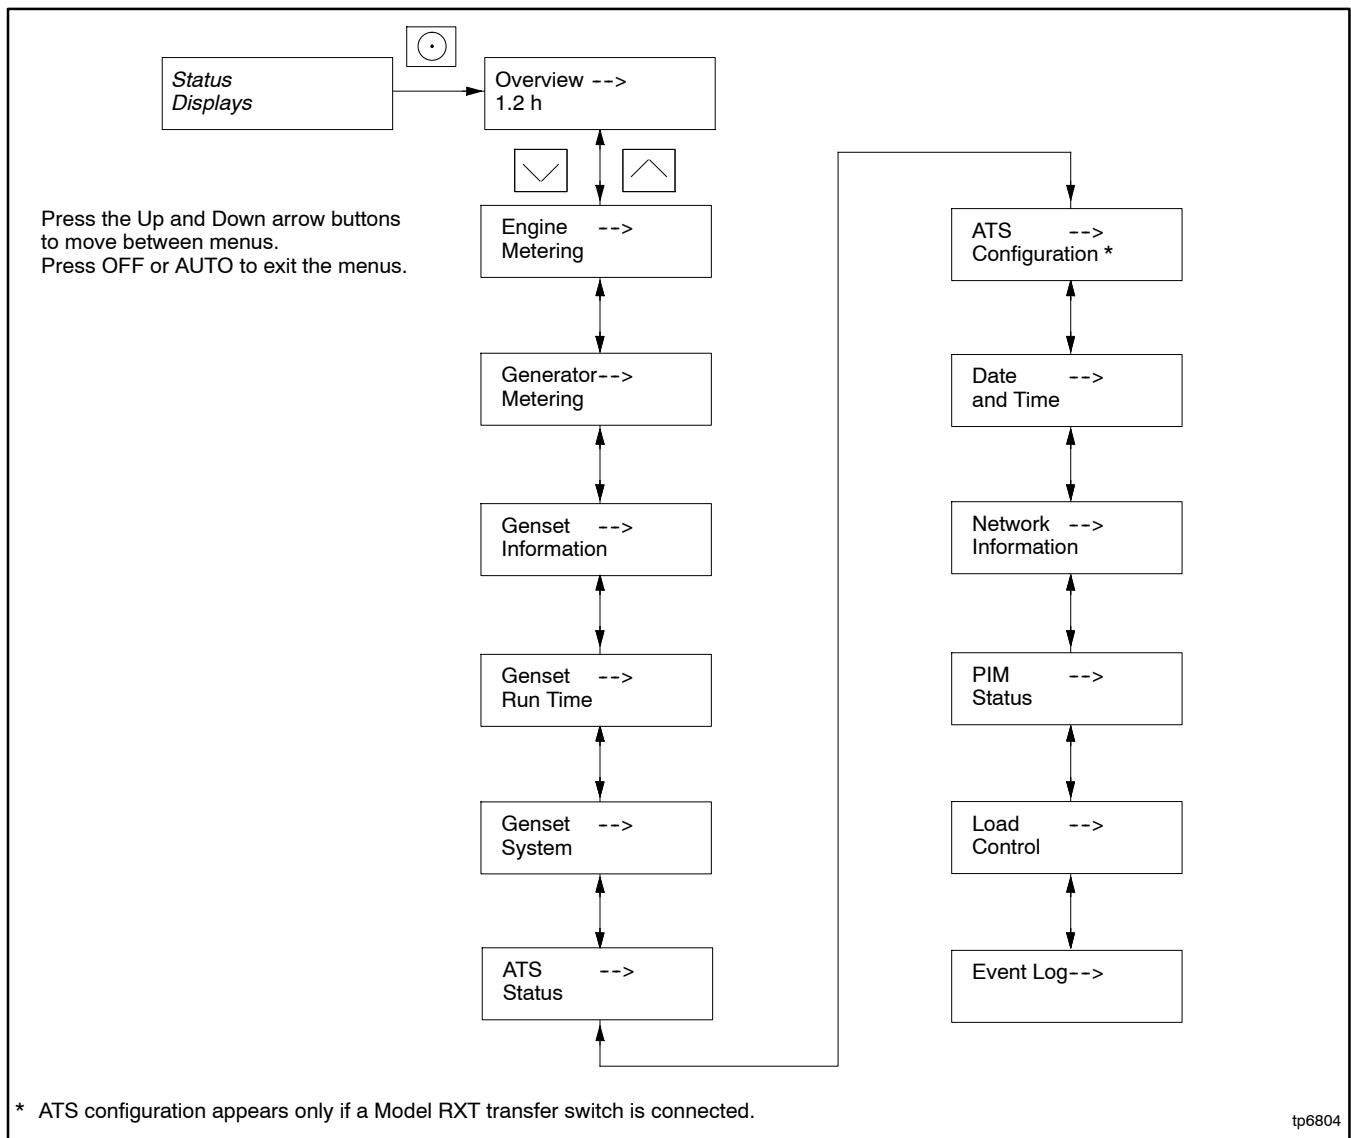 Status
Displays
Overview -->
1.2 h
Press the Up and Down arrow buttons
to move between menus.
Press OFF or AUTO to exit the menus.
Engine -->
Metering
Generator-->
Metering
Genset -->
Information
Genset -->
Run Time
Genset -->
System
ATS -->
Status
ATS -->
Configuration *
Date -->
and Time
Network -->
Information
PIM -->
Status
Load -->
Control
Event Log-->
* ATS configuration appears only if a Model RXT transfer switch is connected.
tp6804